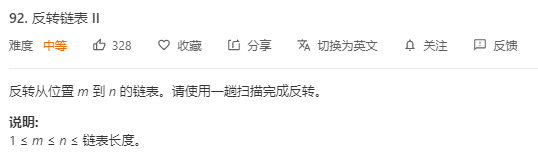 92. 反转链表 II
难度 中等 328 收藏 分享 切换为英文 关注 反馈
反转从位置 m 到 n 的链表。请使用一趟扫描完成反转。
说明:
1 ≤ m ≤ n ≤ 链表长度。